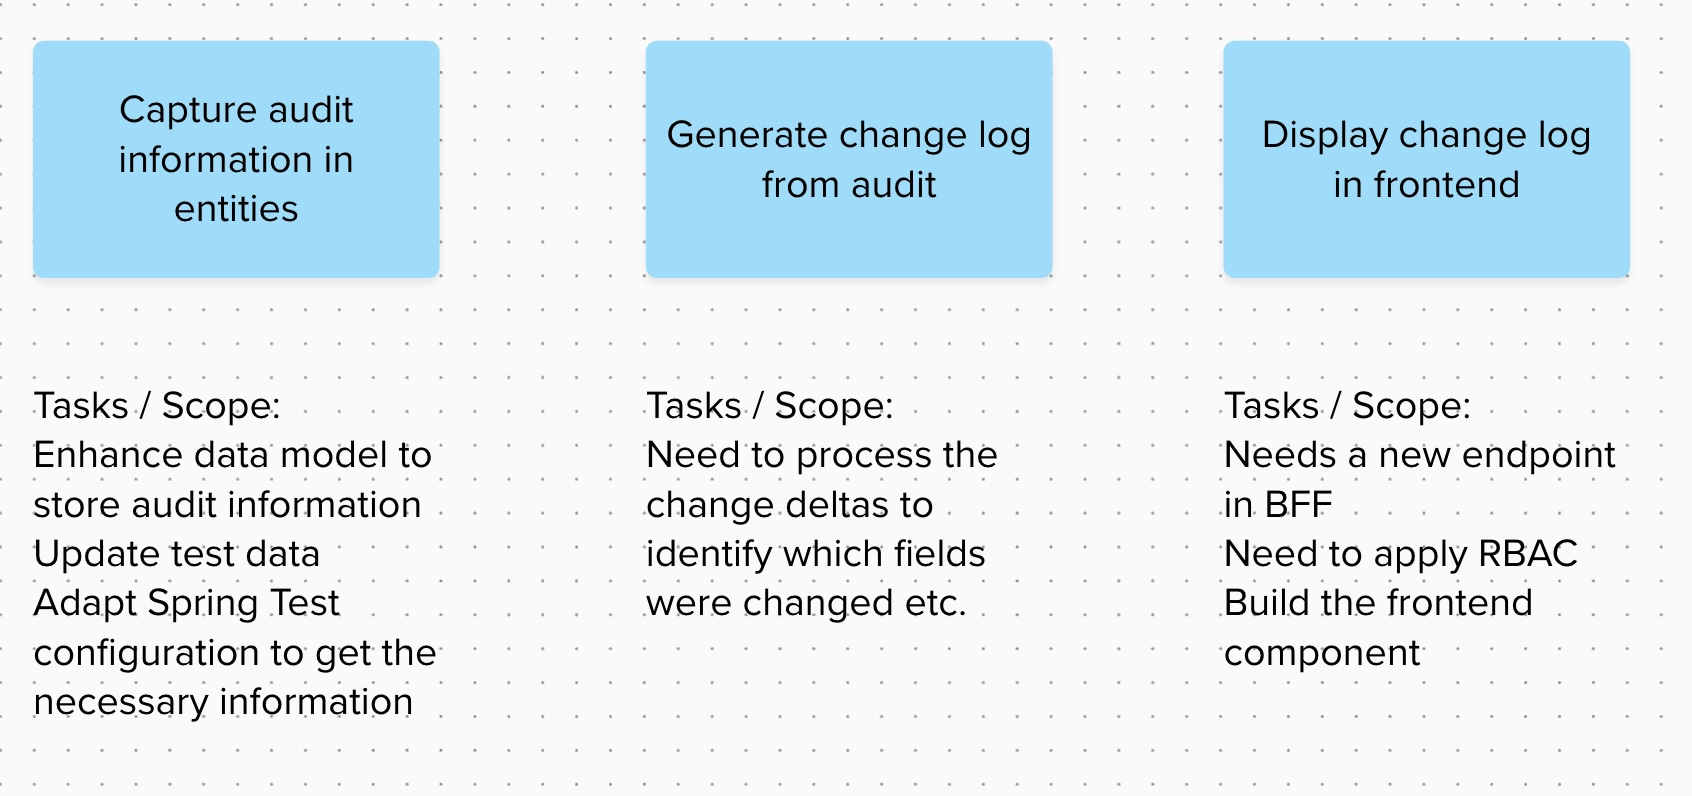 Capture audit
information in
entities
Generate change log
from audit
Display change log
in frontend
Tasks / Scope:
Enhance data model to
store audit information
Update test data
Adapt Spring Test
configuration to get the
necessary information
Tasks / Scope:
Need to process the
change deltas to
identify which fields
were changed etc.
Tasks / Scope:
Needs a new endpoint
in BFF
Need to apply RBAC
Build the frontend
component